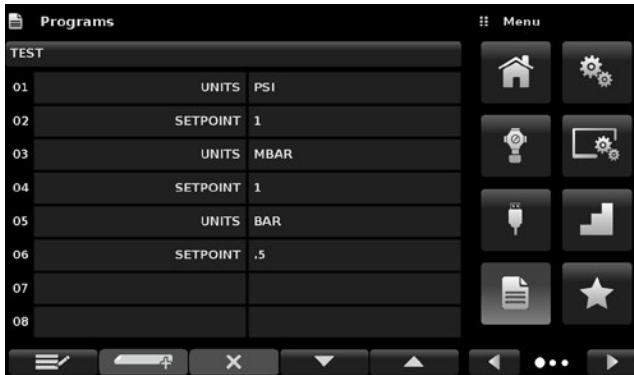 Programs
Menu
TEST
01 UNITS PSI
02 SETPOINT 1
03 UNITS MBAR
04 SETPOINT 1
05 UNITS BAR
06 SETPOINT .5
07
08